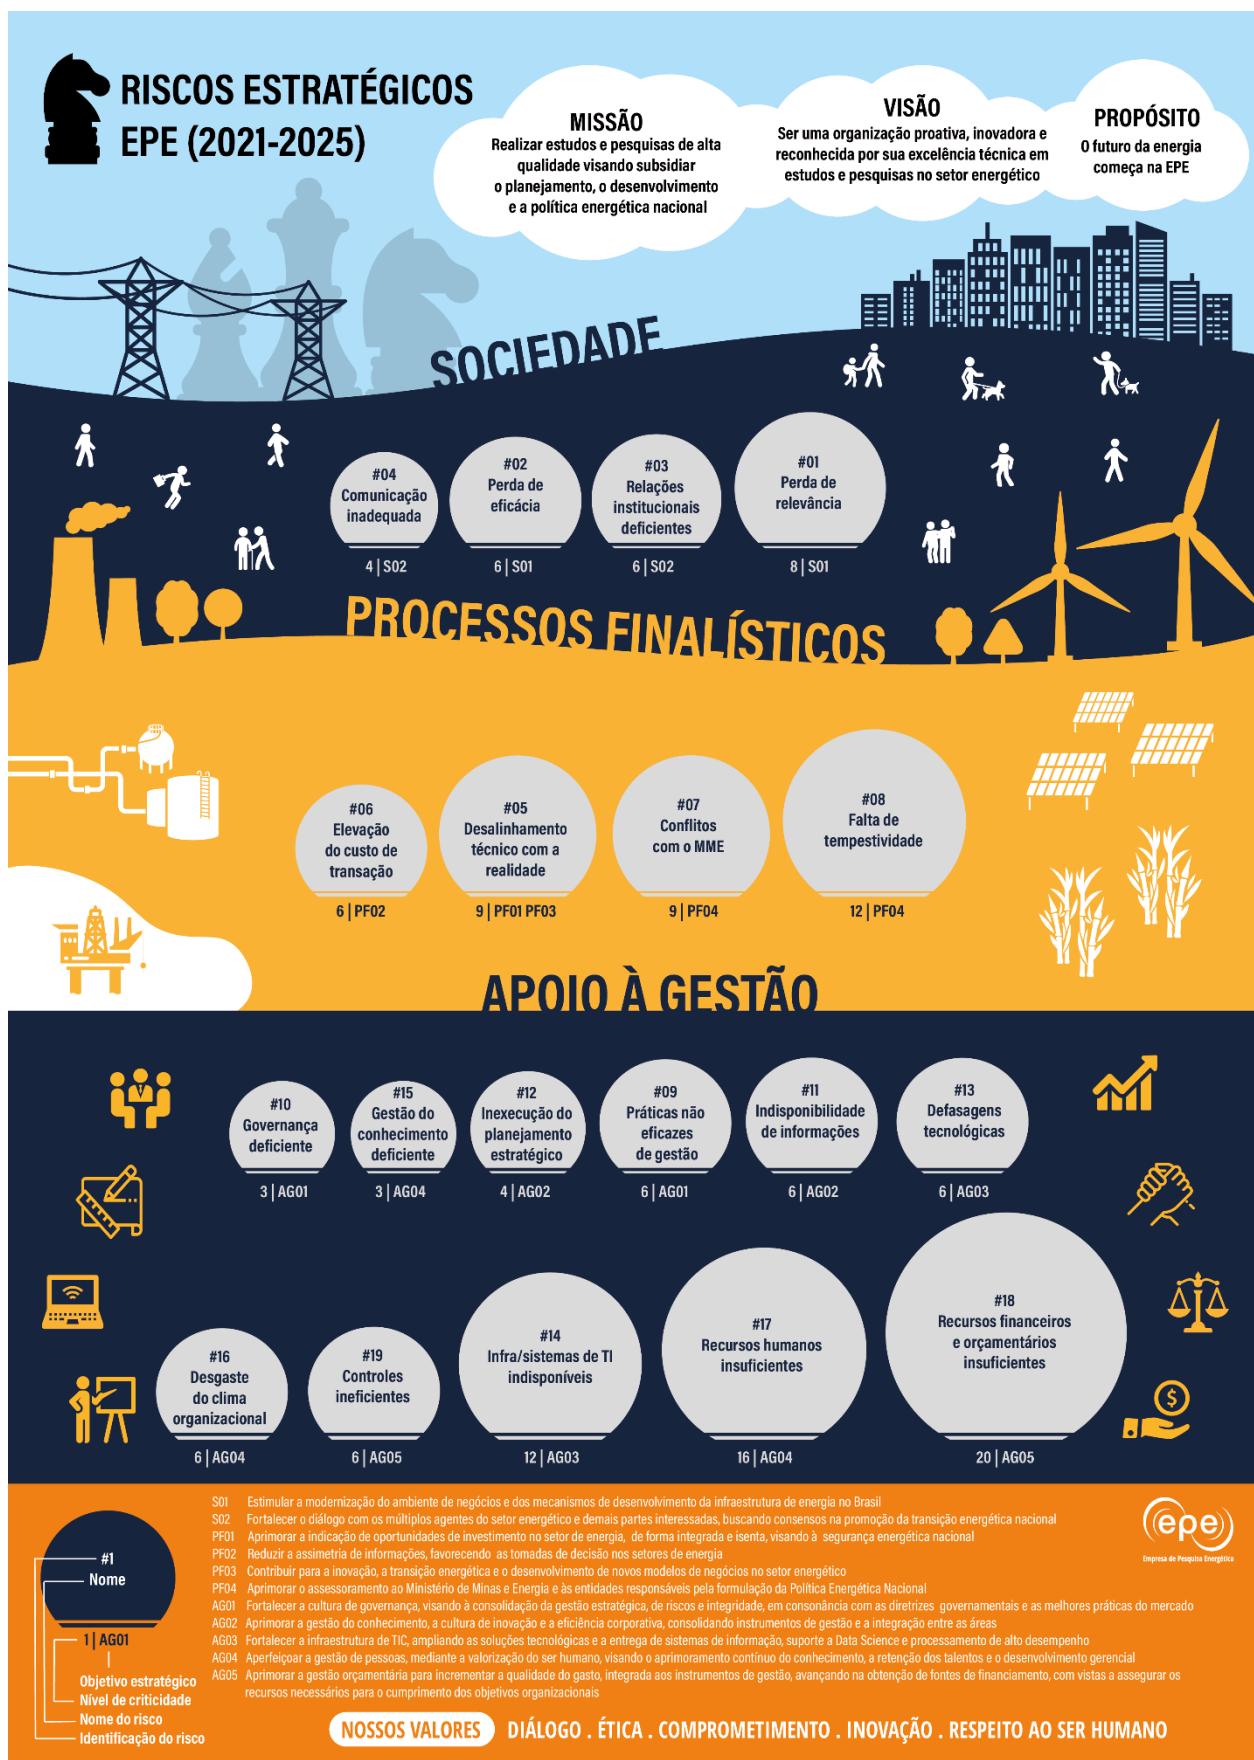 RISCOS ESTRATÉGICOS
EPE (2021-2025)
MISSÃO
Realizar estudos e pesquisas de alta
qualidade visando subsidiar
o planejamento, o desenvolvimento
e a política energética nacional
VISÃO
Ser uma organização proativa, inovadora e
reconhecida por sua excelência técnica em
estudos e pesquisas no setor energético
PROPÓSITO
O futuro da energia
começa na EPE
SOCIEDADE
#04
Comunicação
inadequada
4 | S02
#02
Perda de
eficácia
6 | S01
#03
Relações
institucionais
deficientes
6 | S02
#01
Perda de
relevância
8 | S01
PROCESSOS FINALÍSTICOS
#06
Elevação
do custo de
transação
6 | PF02
#05
Desalinhamento
técnico com a
realidade
9 | PF01 PF03
#07
Conflitos
com o MME
9 | PF04
#08
Falta de
tempestividade
12 | PF04
APOIO À GESTÃO
#10
Governança
deficiente
3 | AG01
#15
Gestão do
conhecimento
deficiente
3 | AG04
#12
Inexecução do
planejamento
estratégico
4 | AG02
#09
Práticas não
eficazes
de gestão
6 | AG01
#11
Indisponibilidade
de informações
6 | AG02
#13
Defasagens
tecnológicas
6 | AG03
#16
Desgaste
do clima
organizacional
6 | AG04
#19
Controles
ineficientes
6 | AG05
#14
Infra/sistemas de TI
indisponíveis
12 | AG03
#17
Recursos humanos
insuficientes
16 | AG04
#18
Recursos financeiros
e orçamentários
insuficientes
20 | AG05
#1
Nome
1 | AG01
Objetivo estratégico
Nível de criticidade
Nome do risco
Identificação do risco
S01 Estimular a modernização do ambiente de negócios e dos mecanismos de desenvolvimento da infraestrutura de energia no Brasil
S02 Fortalecer o diálogo com os múltiplos agentes do setor energético e demais partes interessadas, buscando consensos na promoção da transição energética nacional
PF01 Aprimorar a indicação de oportunidades de investimento no setor de energia, de forma integrada e isenta, visando à segurança energética nacional
PF02 Reduzir a assimetria de informações, favorecendo as tomadas de decisão nos setores de energia
PF03 Contribuir para a inovação, a transição energética e o desenvolvimento de novos modelos de negócios no setor energético
PF04 Aprimorar o assessoramento ao Ministério de Minas e Energia e às entidades responsáveis pela formulação da Política Energética Nacional
AG01 Fortalecer a cultura de governança, visando à consolidação da gestão estratégica, de riscos e integridade, em consonância com as diretrizes governamentais e as melhores práticas do mercado
AG02 Aprimorar a gestão do conhecimento, a cultura de inovação e a eficiência corporativa, consolidando instrumentos de gestão e a integração entre as áreas
AG03 Fortalecer a infraestrutura de TIC, ampliando as soluções tecnológicas e a entrega de sistemas de informação, suporte a Data Science e processamento de alto desempenho
AG04 Aperfeiçoar a gestão de pessoas, mediante a valorização do ser humano, visando o aprimoramento contínuo do conhecimento, a retenção dos talentos e o desenvolvimento gerencial
AG05 Aprimorar a gestão orçamentária para incrementar a qualidade do gasto, integrada aos instrumentos de gestão, avançando na obtenção de fontes de financiamento, com vistas a assegurar os
recursos necessários para o cumprimento dos objetivos organizacionais
epe
Empresa de Pesquisa Energética
NOSSOS VALORES DIÁLOGO . ÉTICA . COMPROMETIMENTO . INOVAÇÃO . RESPEITO AO SER HUMANO